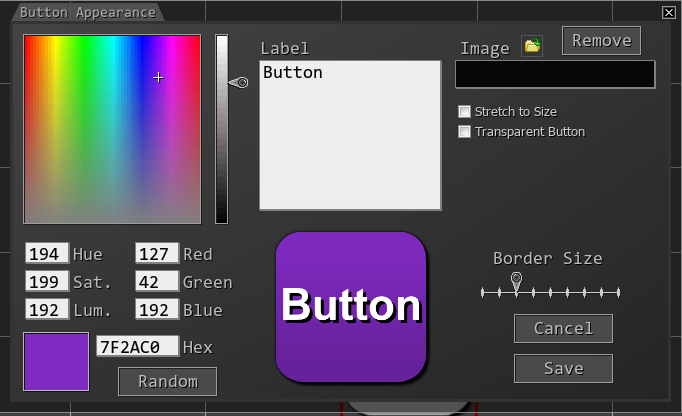 Button Appearance
Label
Button
Image
Remove
Stretch to Size
Transparent Button
194 Hue
127 Red
199 Sat.
42 Green
192 Lum.
192 Blue
7F2AC0 Hex
Random
Button
Border Size
Cancel
Save